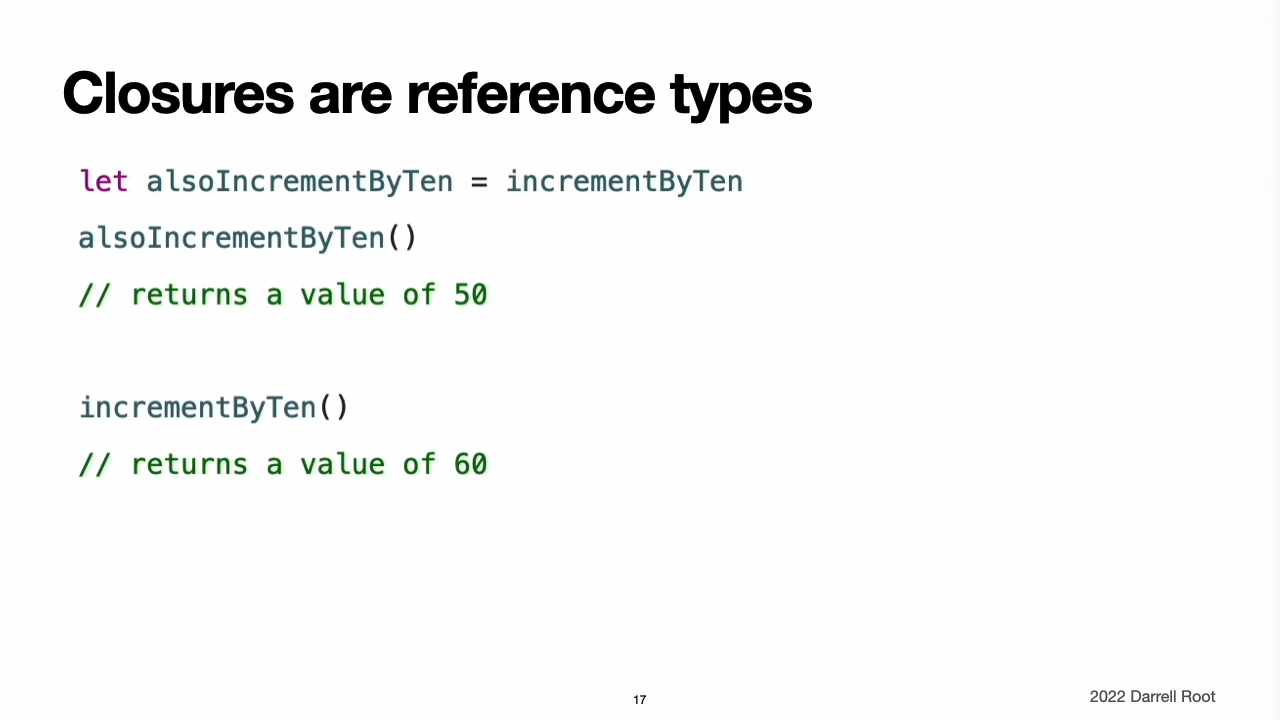 Closures are reference types
let alsoIncrementByTen = incrementByTen
alsoIncrementByTen()
// returns a value of 50
incrementByTen()
// returns a value of 60
17
2022 Darrell Root